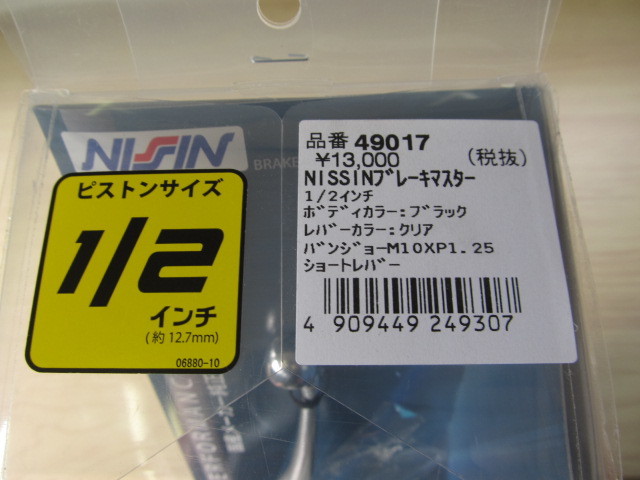 NISSIN
BRAKE
ピストンサイズ
1/2
インチ
(約12.7mm)
06880-10
品番 49017
¥13,000 (税抜)
NISSINﾌﾞﾚｰｷﾏｽﾀｰ
1/2インチ
ﾎﾞﾃﾞｨｶﾗｰ:ﾌﾞﾗｯｸ
ﾚﾊﾞｰｶﾗｰ:ｸﾘｱ
ﾊﾞﾝｼﾞｮｰM10XP1.25
ｼｮｰﾄﾚﾊﾞｰ
4 909449 249307
PERFORMANC